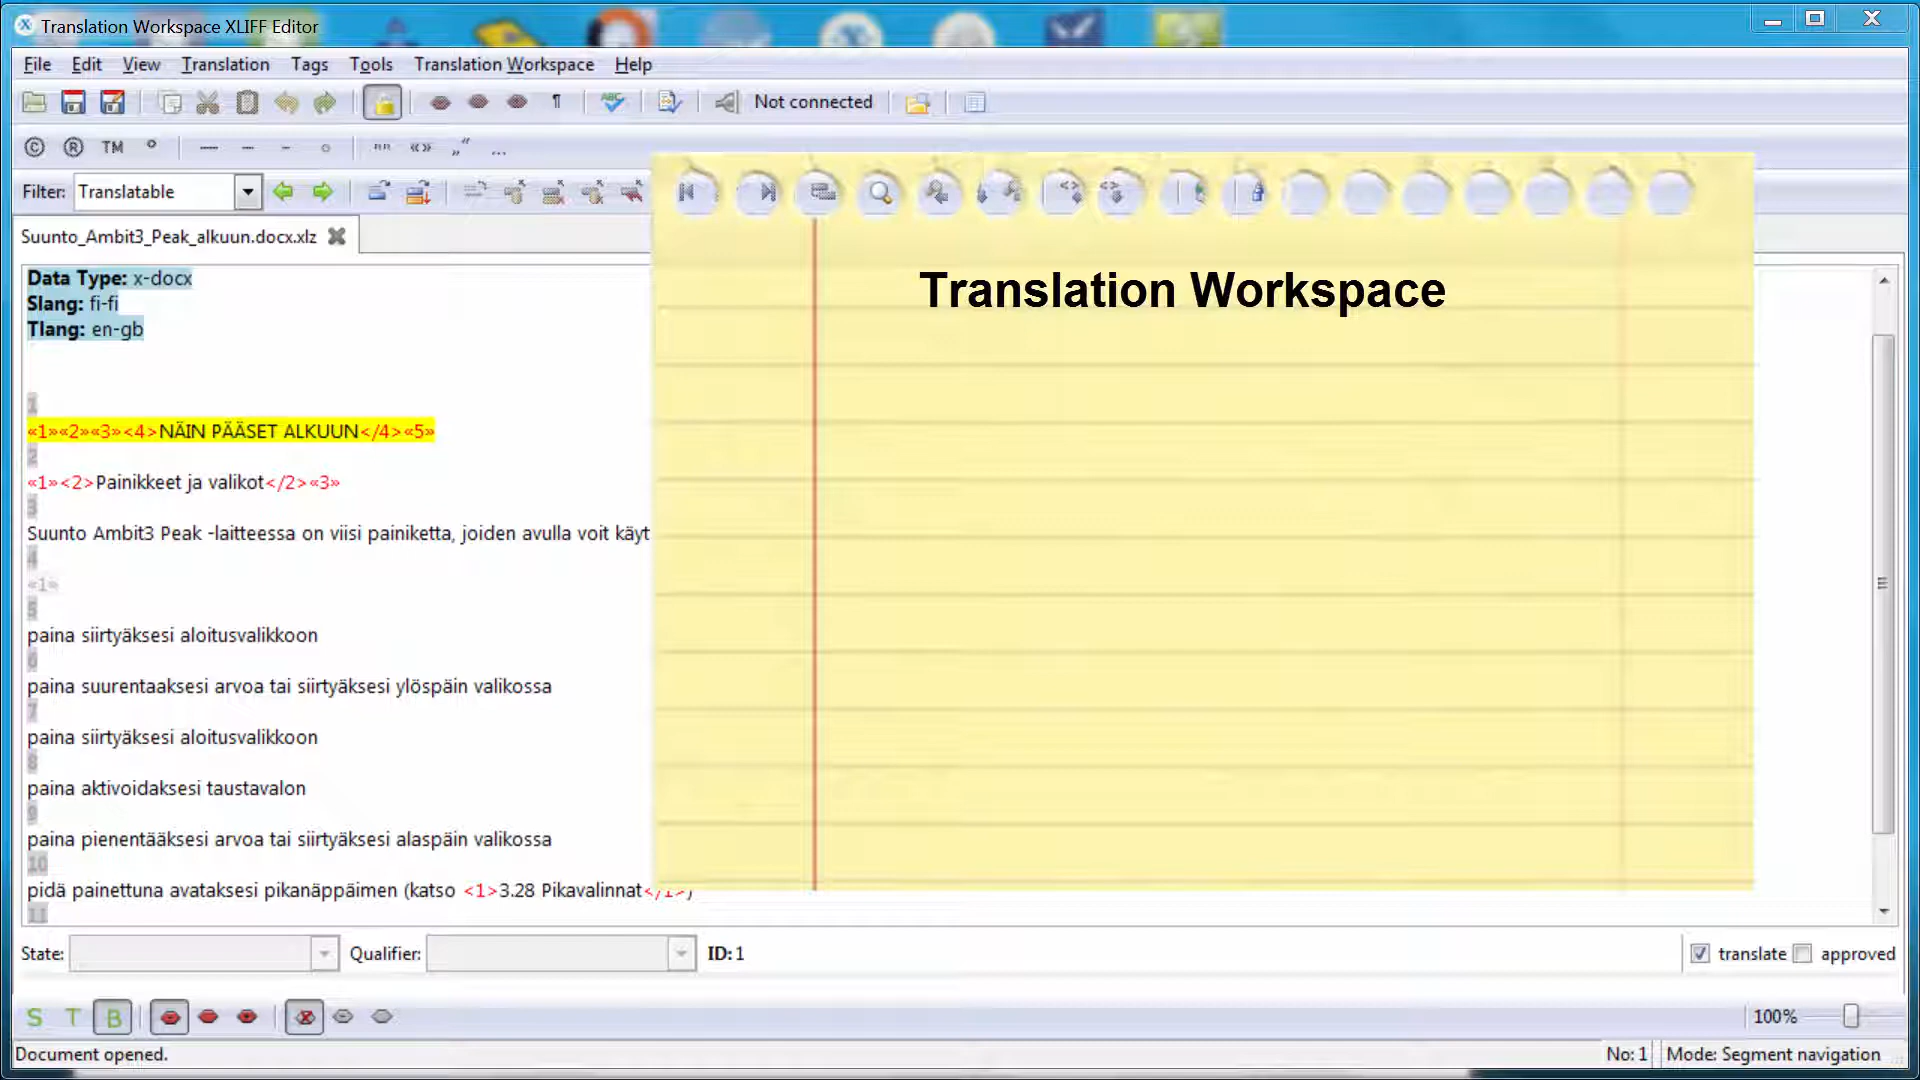 Translation Workspace XLIFF Editor
File Edit View Translation Tags Tools Translation Workspace Help
ABC ¶ Not connected
© ® TM ° — – - ○ "" «» „“ ...
Filter: Translatable
Suunto_Ambit3_Peak_alkuun.docx.xlz
Translation Workspace
Data Type: x-docx
Slang: fi-fi
Tlang: en-gb
1
«1»«2»«3»<4>NÄIN PÄÄSET ALKUUN</4>«5»
2
«1»<2>Painikkeet ja valikot</2>«3»
3
Suunto Ambit3 Peak -laitteessa on viisi painiketta, joiden avulla voit käyt
4
«1»
5
paina siirtyäksesi aloitusvalikkoon
6
paina suurentaaksesi arvoa tai siirtyäksesi ylöspäin valikossa
7
paina siirtyäksesi aloitusvalikkoon
8
paina aktivoidaksesi taustavalon
9
paina pienentääksesi arvoa tai siirtyäksesi alaspäin valikossa
10
pidä painettuna avataksesi pikanäppäimen (katso <1>3.28 Pikavalinnat</1>)
11
State: Qualifier: ID: 1 translate approved
S T B 100%
Document opened. No: 1 Mode: Segment navigation